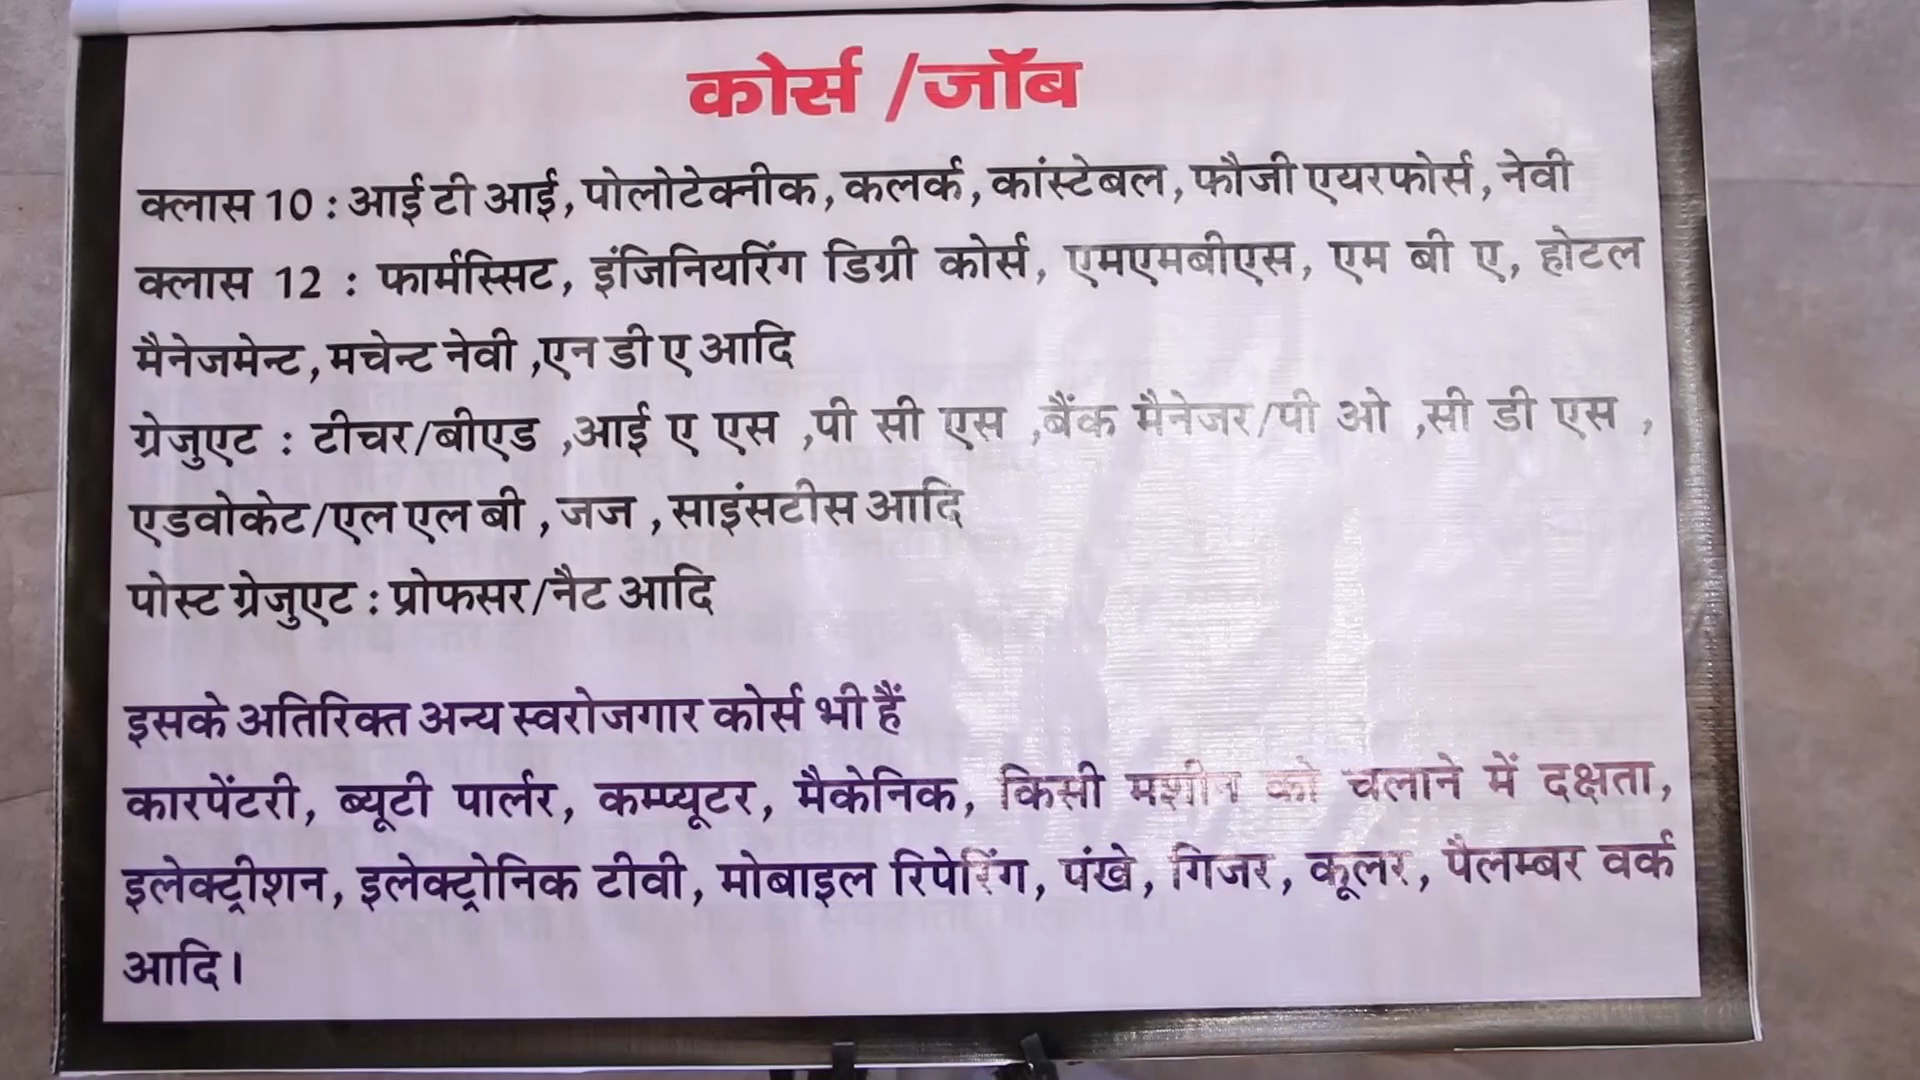 कोर्स /जॉब
क्लास 10 : आई टी आई, पोलोटेक्नीक, कलर्क, कांस्टेबल, फौजी एयरफोर्स, नेवी
क्लास 12 : फार्मस्सिट, इंजिनियरिंग डिग्री कोर्स, एमएमबीएस, एम बी ए, होटल
मैनेजमेन्ट, मचेन्ट नेवी ,एन डी ए आदि
ग्रेजुएट : टीचर/बीएड ,आई ए एस ,पी सी एस ,बैंक मैनेजर/पी ओ ,सी डी एस ,
एडवोकेट/एल एल बी , जज , साइंसटीस आदि
पोस्ट ग्रेजुएट : प्रोफसर/नैट आदि
इसके अतिरिक्त अन्य स्वरोजगार कोर्स भी हैं
कारपेंटरी, ब्यूटी पार्लर, कम्प्यूटर, मैकेनिक, किसी मशीन को चलाने में दक्षता,
इलेक्ट्रीशन, इलेक्ट्रोनिक टीवी, मोबाइल रिपेरिंग, पंखे, गिजर, कूलर, पैलम्बर वर्क
आदि।